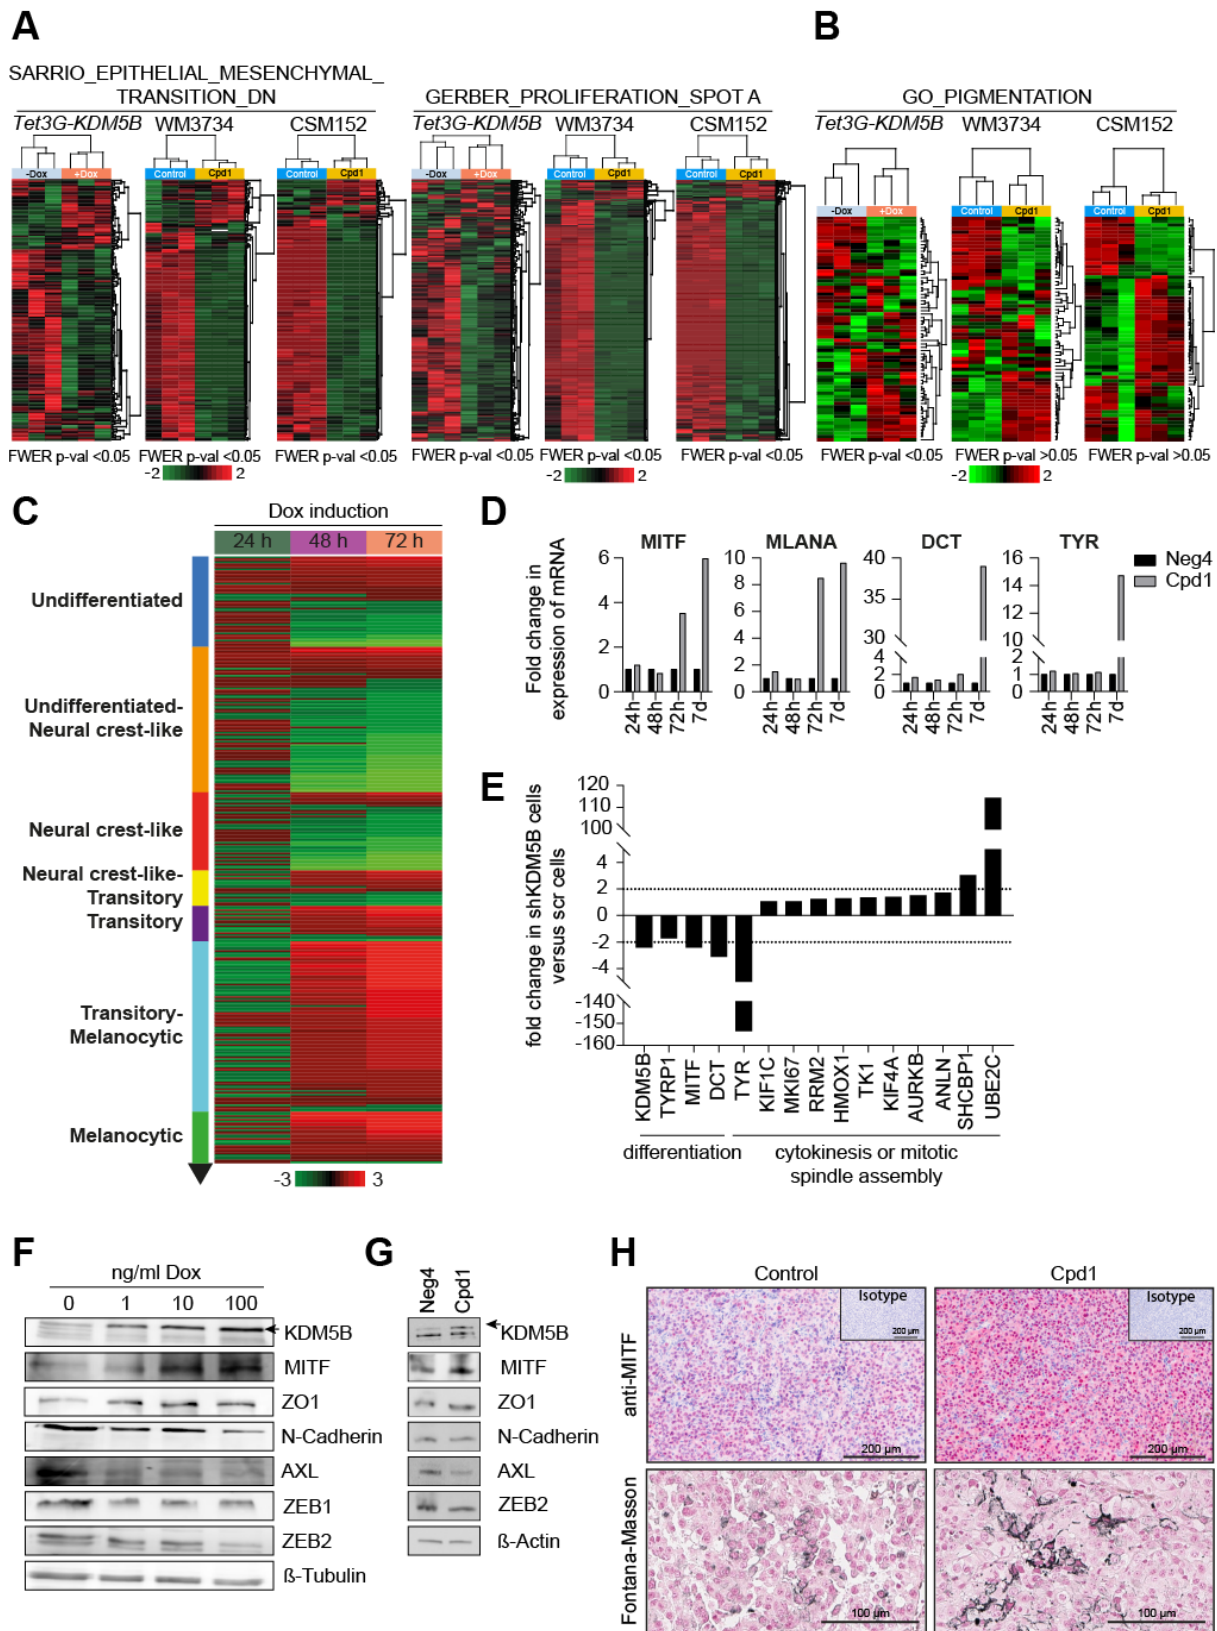 A
B
SARRIO_EPITHELIAL_MESENCHYMAL_
TRANSITION_DN
GERBER_PROLIFERATION_SPOT A
GO_PIGMENTATION
Tet3G-KDM5B WM3734 CSM152
Tet3G-KDM5B WM3734 CSM152
Tet3G-KDM5B WM3734 CSM152
-Dox +Dox Control Cpd1 Control Cpd1
-Dox +Dox Control Cpd1 Control Cpd1
-Dox +Dox Control Cpd1 Control Cpd1
FWER p-val <0.05 FWER p-val <0.05 FWER p-val <0.05
FWER p-val <0.05 FWER p-val <0.05 FWER p-val <0.05
FWER p-val <0.05 FWER p-val >0.05 FWER p-val >0.05
-2 2
-2 2
-2 2
C
Dox induction
24 h 48 h 72 h
Undifferentiated
Undifferentiated-
Neural crest-like
Neural crest-like
Neural crest-like-
Transitory
Transitory
Transitory-
Melanocytic
Melanocytic
-3 3
D
MITF MLANA DCT TYR
Neg4
Cpd1
Fold change in
expression of mRNA
6
4
2
0
10
8
6
4
2
0
40
35
30
4
2
0
16
14
12
10
2
1
0
24h 48h 72h 7d
24h 48h 72h 7d
24h 48h 72h 7d
24h 48h 72h 7d
E
fold change in shKDM5B cells
versus scr cells
120
110
100
4
2
0
-2
-4
-140
-150
-160
KDM5B
TYRP1
MITF
DCT
TYR
KIF1C
MKI67
RRM2
HMOX1
TK1
KIF4A
AURKB
ANLN
SHCBP1
UBE2C
differentiation
cytokinesis or mitotic
spindle assembly
F
ng/ml Dox
0 1 10 100
KDM5B
MITF
ZO1
N-Cadherin
AXL
ZEB1
ZEB2
ß-Tubulin
G
Neg4
Cpd1
KDM5B
MITF
ZO1
N-Cadherin
AXL
ZEB2
ß-Actin
H
Control Cpd1
anti-MITF
Isotype
200 µm
200 µm
Isotype
200 µm
200 µm
Fontana-Masson
100 µm
100 µm